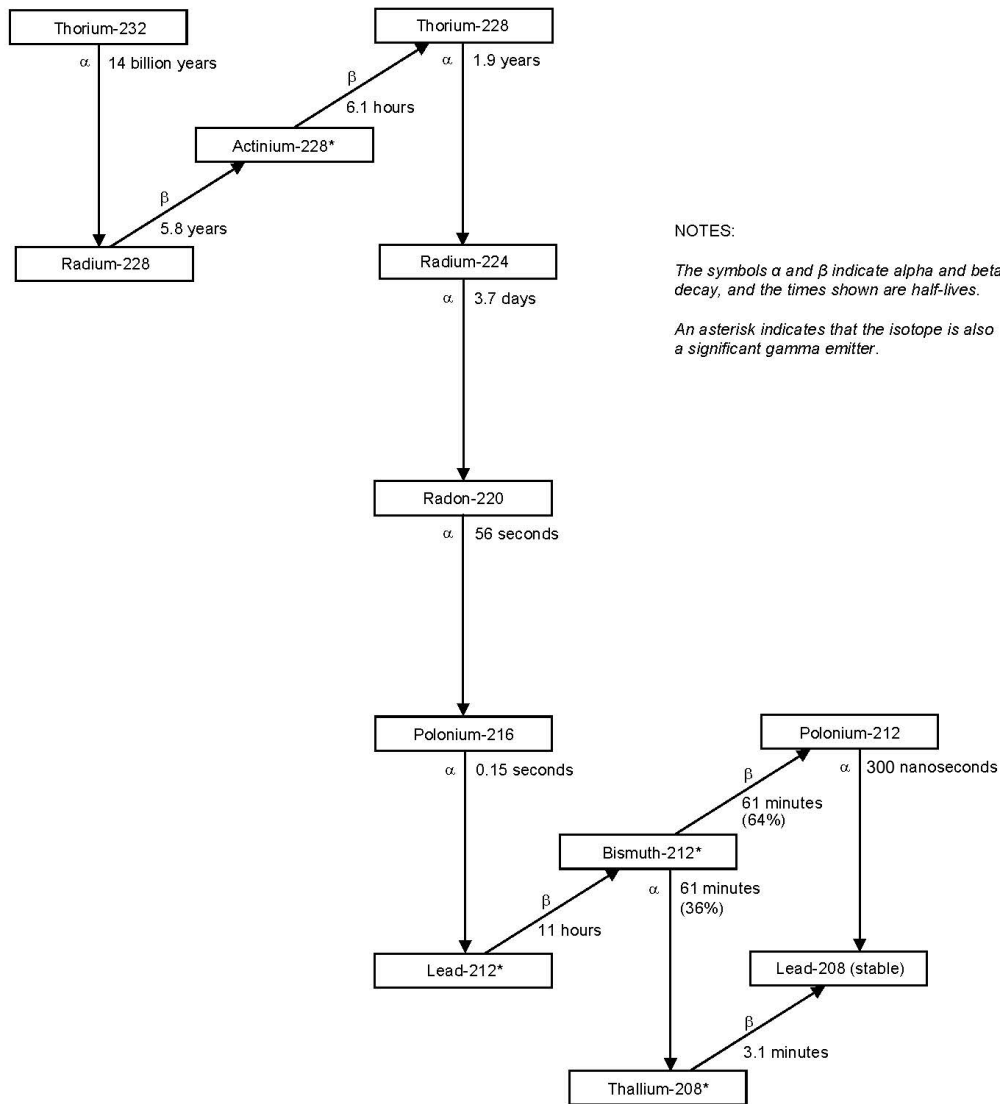 Thorium-232
α 14 billion years
Radium-228
β
5.8 years
Actinium-228*
β
6.1 hours
Thorium-228
α 1.9 years
Radium-224
α 3.7 days
Radon-220
α 56 seconds
Polonium-216
α 0.15 seconds
Lead-212*
β
11 hours
Bismuth-212*
β
61 minutes
(64%)
α 61 minutes
(36%)
Polonium-212
α 300 nanoseconds
Lead-208 (stable)
Thallium-208*
β
3.1 minutes
NOTES:
The symbols α and β indicate alpha and beta
decay, and the times shown are half-lives.
An asterisk indicates that the isotope is also
a significant gamma emitter.